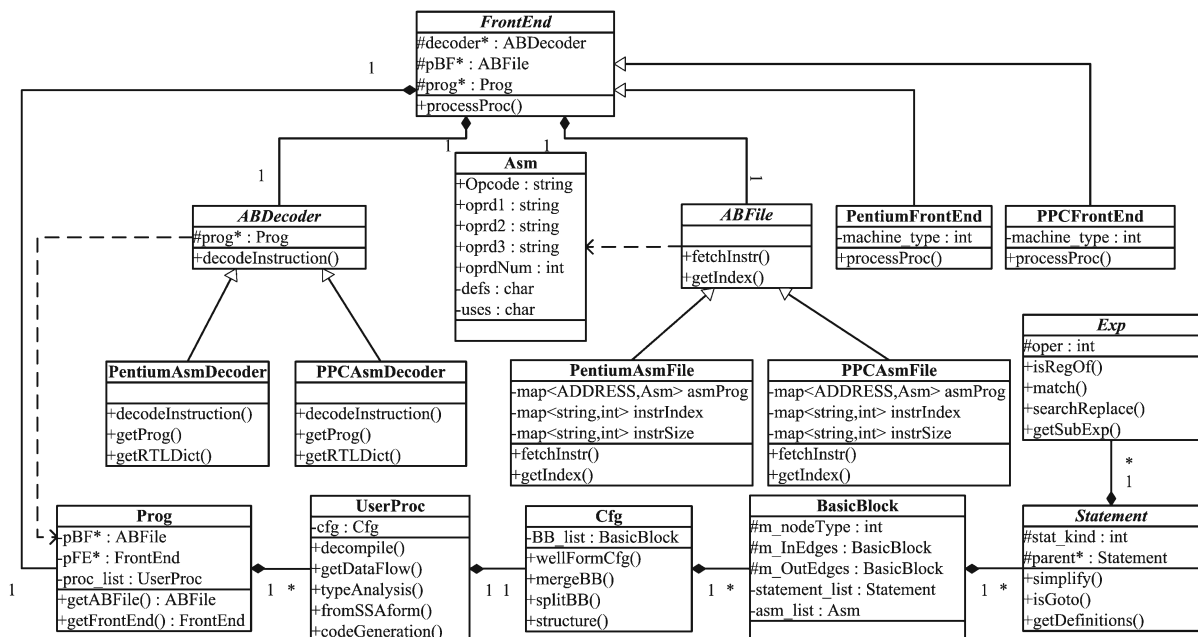 FrontEnd
#decoder* : ABDecoder
#pBF* : ABFile
#prog* : Prog
+processProc()
1
1
1
1
1
Asm
+Opcode : string
+oprd1 : string
+oprd2 : string
+oprd3 : string
+oprdNum : int
-defs : char
-uses : char
ABDecoder
#prog* : Prog
+decodeInstruction()
ABFile
+fetchInstr()
+getIndex()
PentiumFrontEnd
-machine_type : int
+processProc()
PPCFrontEnd
-machine_type : int
+processProc()
PentiumAsmDecoder
+decodeInstruction()
+getProg()
+getRTLDict()
PPCAsmDecoder
+decodeInstruction()
+getProg()
+getRTLDict()
PentiumAsmFile
-map<ADDRESS,Asm> asmProg
-map<string,int> instrIndex
-map<string,int> instrSize
+fetchInstr()
+getIndex()
PPCAsmFile
-map<ADDRESS,Asm> asmProg
-map<string,int> instrIndex
-map<string,int> instrSize
+fetchInstr()
+getIndex()
Exp
#oper : int
+isRegOf()
+match()
+searchReplace()
+getSubExp()
*
1
Prog
-pBF* : ABFile
-pFE* : FrontEnd
-proc_list : UserProc
+getABFile() : ABFile
+getFrontEnd() : FrontEnd
1
1 *
UserProc
-cfg : Cfg
+decompile()
+getDataFlow()
+typeAnalysis()
+fromSSAform()
+codeGeneration()
1 1
Cfg
-BB_list : BasicBlock
+wellFormCfg()
+mergeBB()
+splitBB()
+structure()
1 *
BasicBlock
#m_nodeType : int
#m_InEdges : BasicBlock
#m_OutEdges : BasicBlock
-statement_list : Statement
-asm_list : Asm
1 *
Statement
#stat_kind : int
#parent* : Statement
+simplify()
+isGoto()
+getDefinitions()